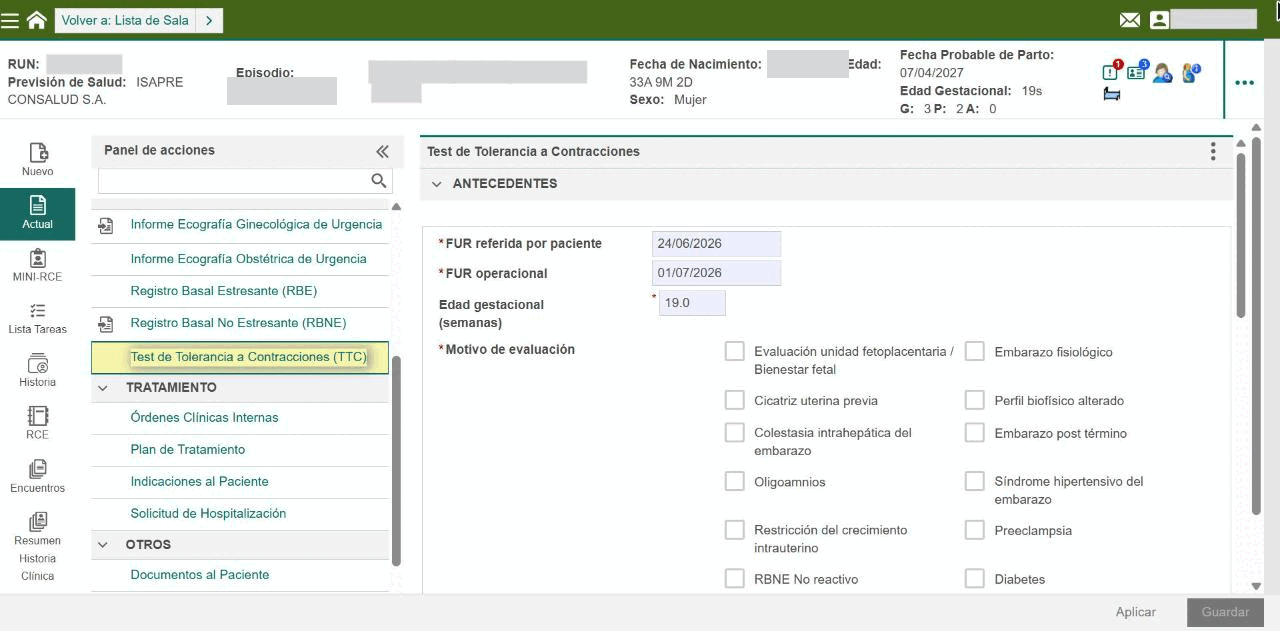 Volver a: Lista de Sala
RUN:
Previsión de Salud: ISAPRE
CONSALUD S.A.
Episodio:
Fecha de Nacimiento:
Edad:
33A 9M 2D
Sexo: Mujer
Fecha Probable de Parto:
07/04/2027
Edad Gestacional: 19s
G: 3 P: 2 A: 0
1
3
Nuevo
Actual
MINI-RCE
Lista Tareas
Historia
RCE
Encuentros
Resumen
Historia
Clínica
Panel de acciones
Informe Ecografía Ginecológica de Urgencia
Informe Ecografía Obstétrica de Urgencia
Registro Basal Estresante (RBE)
Registro Basal No Estresante (RBNE)
Test de Tolerancia a Contracciones (TTC)
TRATAMIENTO
Órdenes Clínicas Internas
Plan de Tratamiento
Indicaciones al Paciente
Solicitud de Hospitalización
OTROS
Documentos al Paciente
Test de Tolerancia a Contracciones
ANTECEDENTES
*FUR referida por paciente 24/06/2026
*FUR operacional 01/07/2026
Edad gestacional
(semanas)
* 19.0
*Motivo de evaluación
Evaluación unidad fetoplacentaria /
Bienestar fetal
Embarazo fisiológico
Cicatriz uterina previa
Perfil biofísico alterado
Colestasia intrahepática del
embarazo
Embarazo post término
Oligoamnios
Síndrome hipertensivo del
embarazo
Restricción del crecimiento
intrauterino
Preeclampsia
RBNE No reactivo
Diabetes
Aplicar
Guardar